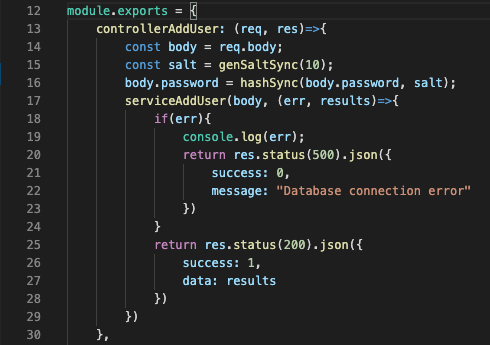 12 module.exports = {
13 controllerAddUser: (req, res)=>{
14 const body = req.body;
15 const salt = genSaltSync(10);
16 body.password = hashSync(body.password, salt);
17 serviceAddUser(body, (err, results)=>{
18 if(err){
19 console.log(err);
20 return res.status(500).json({
21 success: 0,
22 message: "Database connection error"
23 })
24 }
25 return res.status(200).json({
26 success: 1,
27 data: results
28 })
29 })
30 },